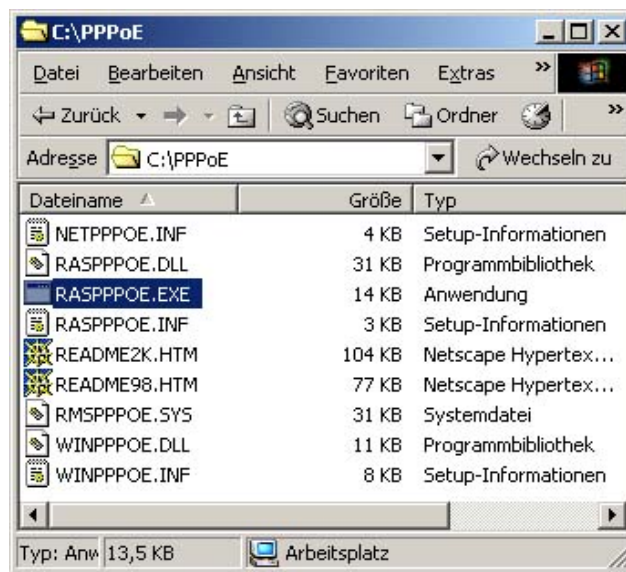 C:\PPPoE
Datei Bearbeiten Ansicht Favoriten Extras »
Zurück Suchen Ordner »
Adresse C:\PPPoE Wechseln zu
Dateiname Größe Typ
NETPPPOE.INF 4 KB Setup-Informationen
RASPPPOE.DLL 31 KB Programmbibliothek
RASPPPOE.EXE 14 KB Anwendung
RASPPPOE.INF 3 KB Setup-Informationen
README2K.HTM 104 KB Netscape Hypertex...
README98.HTM 77 KB Netscape Hypertex...
RMSPPPOE.SYS 31 KB Systemdatei
WINPPPOE.DLL 11 KB Programmbibliothek
WINPPPOE.INF 8 KB Setup-Informationen
Typ: Anw 13,5 KB Arbeitsplatz